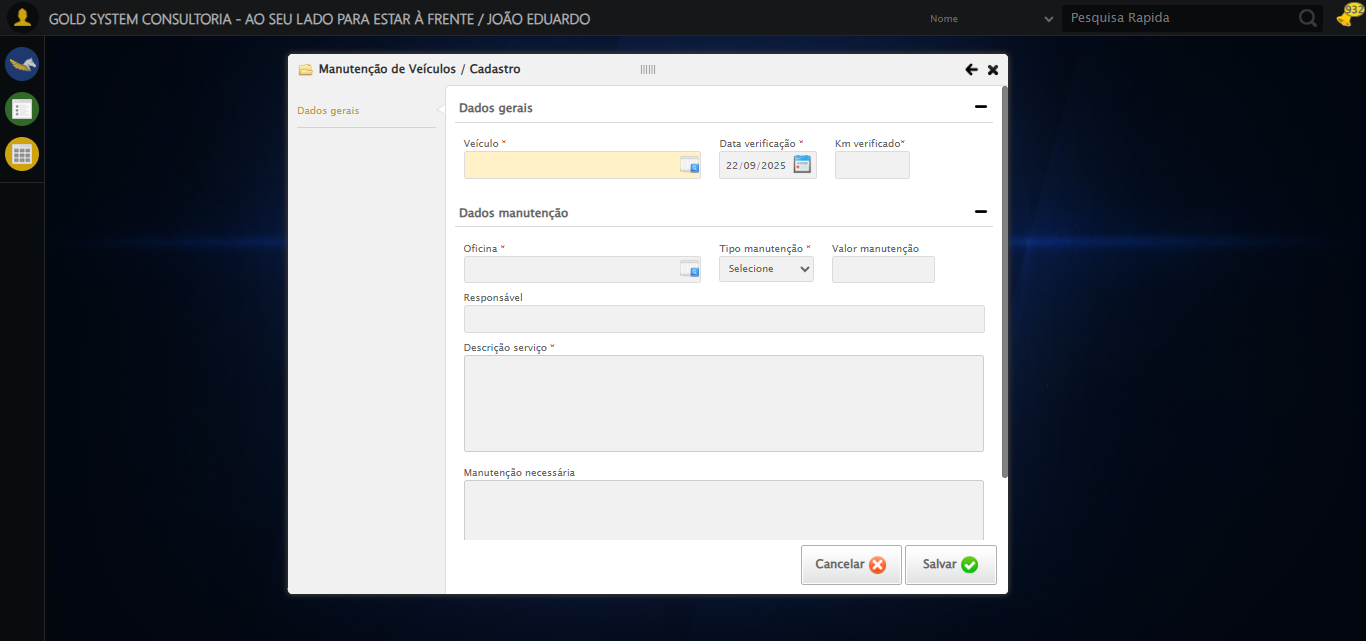 GOLD SYSTEM CONSULTORIA - AO SEU LADO PARA ESTAR À FRENTE / JOÃO EDUARDO
Nome
Pesquisa Rapida
932
Manutenção de Veículos / Cadastro
Dados gerais
Dados gerais
Veículo *
Data verificação *
Km verificado*
22/09/2025
Dados manutenção
Oficina *
Tipo manutenção *
Valor manutenção
Selecione
Responsável
Descrição serviço *
Manutenção necessária
Cancelar
Salvar